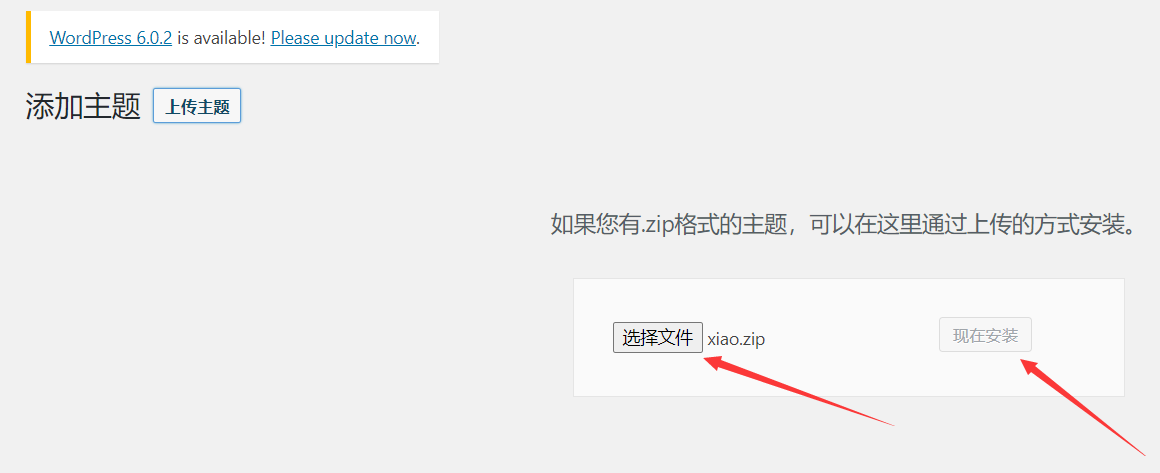 WordPress 6.0.2 is available! Please update now.
添加主题 上传主题
如果您有.zip格式的主题，可以在这里通过上传的方式安装。
选择文件 xiao.zip 现在安装